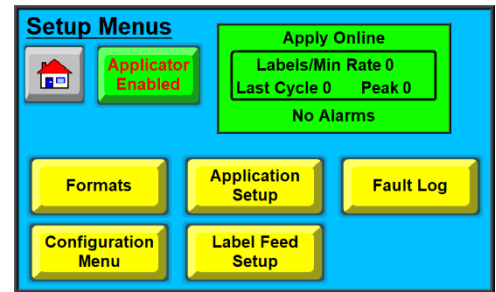 Setup Menus
Applicator
Enabled
Apply Online
Labels/Min Rate 0
Last Cycle 0 Peak 0
No Alarms
Formats
Application
Setup
Fault Log
Configuration
Menu
Label Feed
Setup